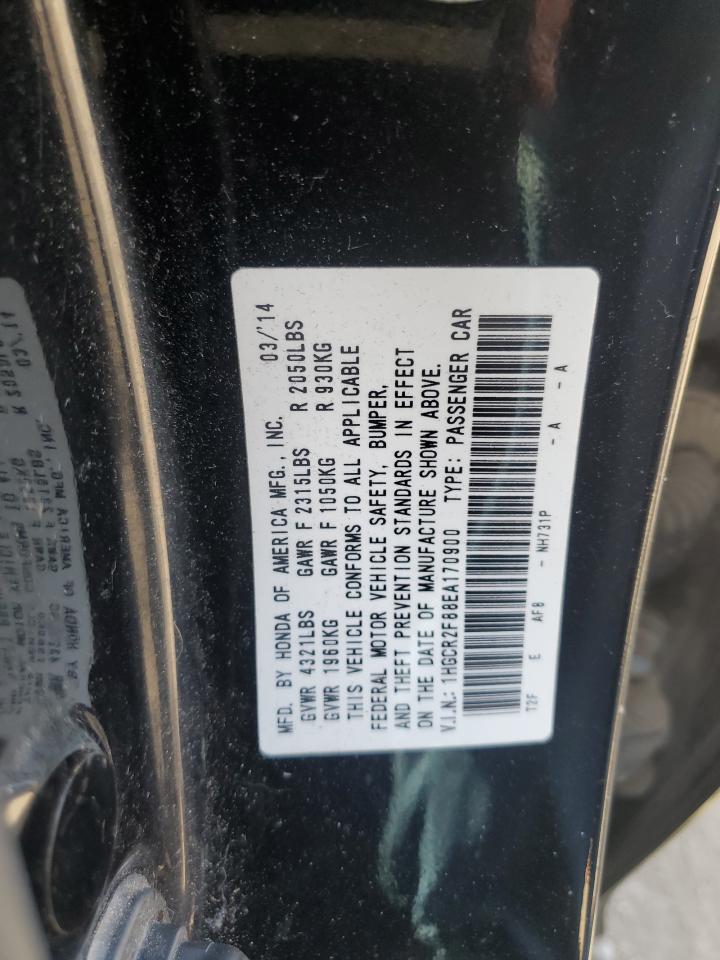 MFD. BY HONDA OF AMERICA MFG., INC. 03/'14
GVWR 4321LBS GAWR F 2315LBS R 2050LBS
GVWR 1960KG GAWR F 1050KG R 930KG
THIS VEHICLE CONFORMS TO ALL APPLICABLE
FEDERAL MOTOR VEHICLE SAFETY, BUMPER,
AND THEFT PREVENTION STANDARDS IN EFFECT
ON THE DATE OF MANUFACTURE SHOWN ABOVE.
V.I.N.: 1HGCR2F88EA170900 TYPE: PASSENGER CAR
T2F E AF8 - NH731P - A - A